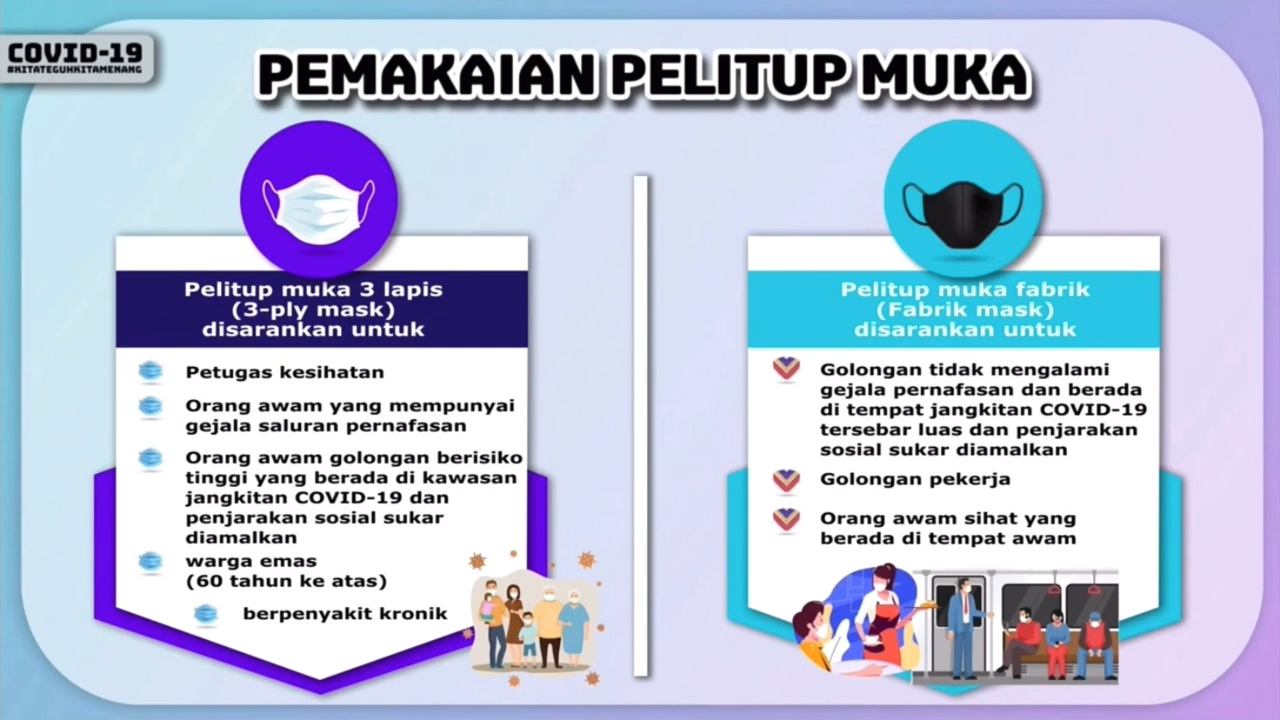 COVID-19
#KITATEGUHKITAMENANG
PEMAKAIAN PELITUP MUKA
Pelitup muka 3 lapis
(3-ply mask)
disarankan untuk
Petugas kesihatan
Orang awam yang mempunyai
gejala saluran pernafasan
Orang awam golongan berisiko
tinggi yang berada di kawasan
jangkitan COVID-19 dan
penjarakan sosial sukar
diamalkan
warga emas
(60 tahun ke atas)
berpenyakit kronik
Pelitup muka fabrik
(Fabrik mask)
disarankan untuk
Golongan tidak mengalami
gejala pernafasan dan berada
di tempat jangkitan COVID-19
tersebar luas dan penjarakan
sosial sukar diamalkan
Golongan pekerja
Orang awam sihat yang
berada di tempat awam